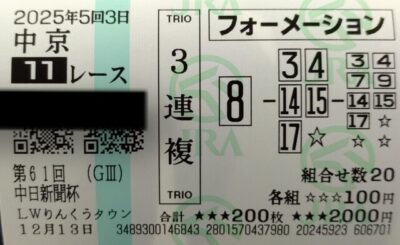 2025年5回3日
中京
11レース
第61回 (GⅢ)
中日新聞杯
LWりんくうタウン
12月13日
TRIO
3連複
TRIO
フォーメーション
8 - 3 4 14 15 17 ☆ - 3 4 7 9 14 15 17 ☆
組合せ数20
各組 ☆☆☆100円
合計 ★★★200枚 ★★★2,000円
3489300146843 2801570437980 20245923 606701
JRA